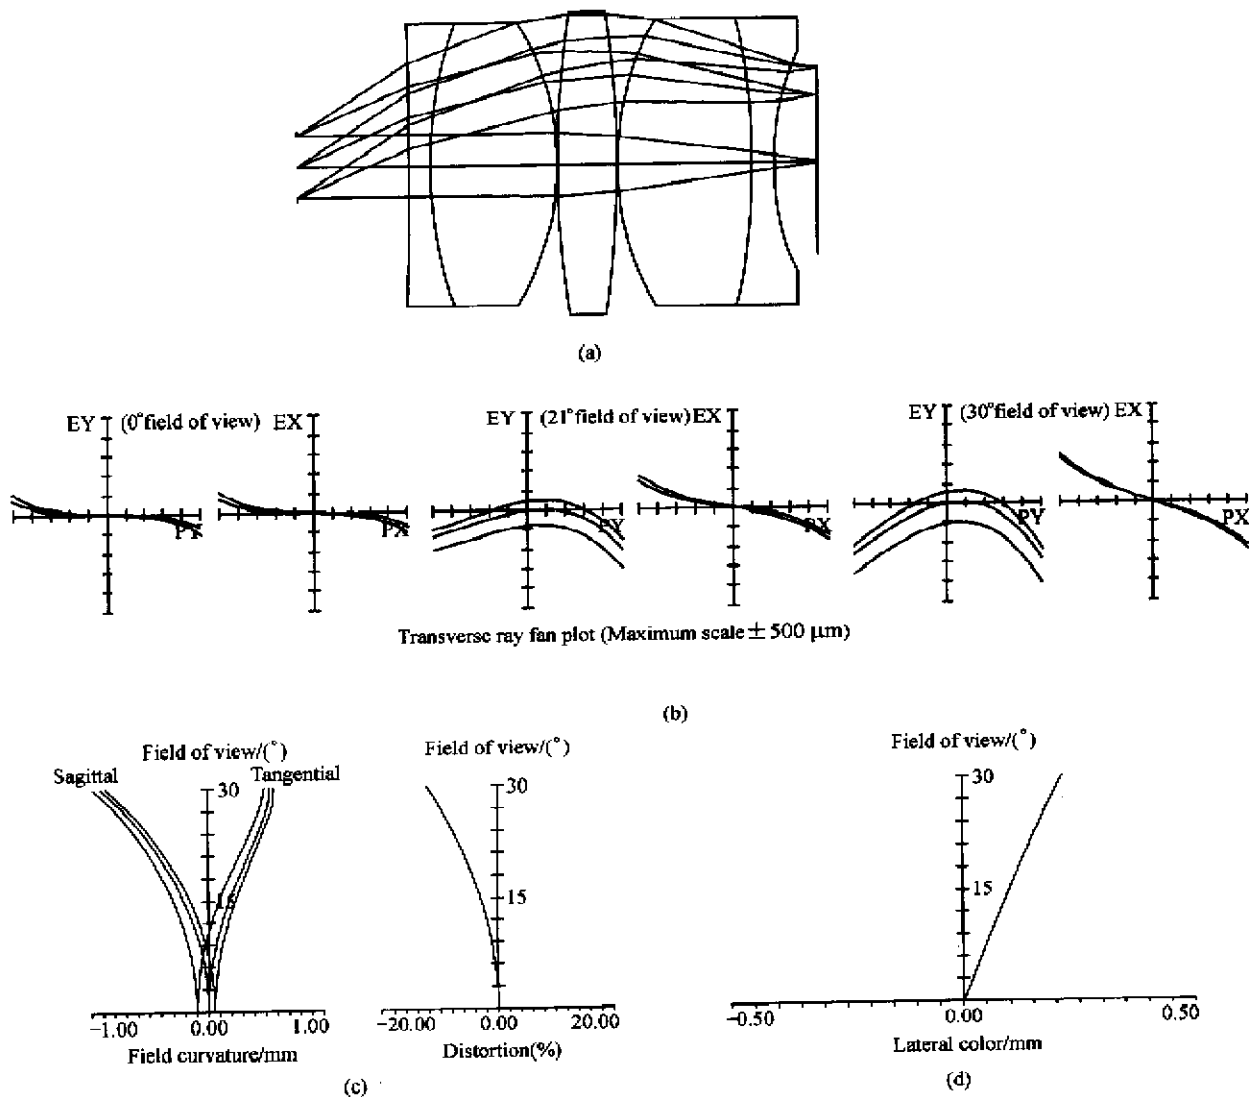 (a)
EY (0°field of view) EX
EY (21°field of view) EX
EY (30°field of view) EX
PY
PX
PY
PX
PY
PX
Transverse ray fan plot (Maximum scale ± 500 μm)
(b)
Field of view/(°)
Sagittal
Tangential
30
15
−1.00
0.00
1.00
Field curvature/mm
Field of view/(°)
30
15
−20.00
0.00
20.00
Distortion(%)
(c)
Field of view/(°)
30
15
−0.50
0.00
0.50
Lateral color/mm
(d)